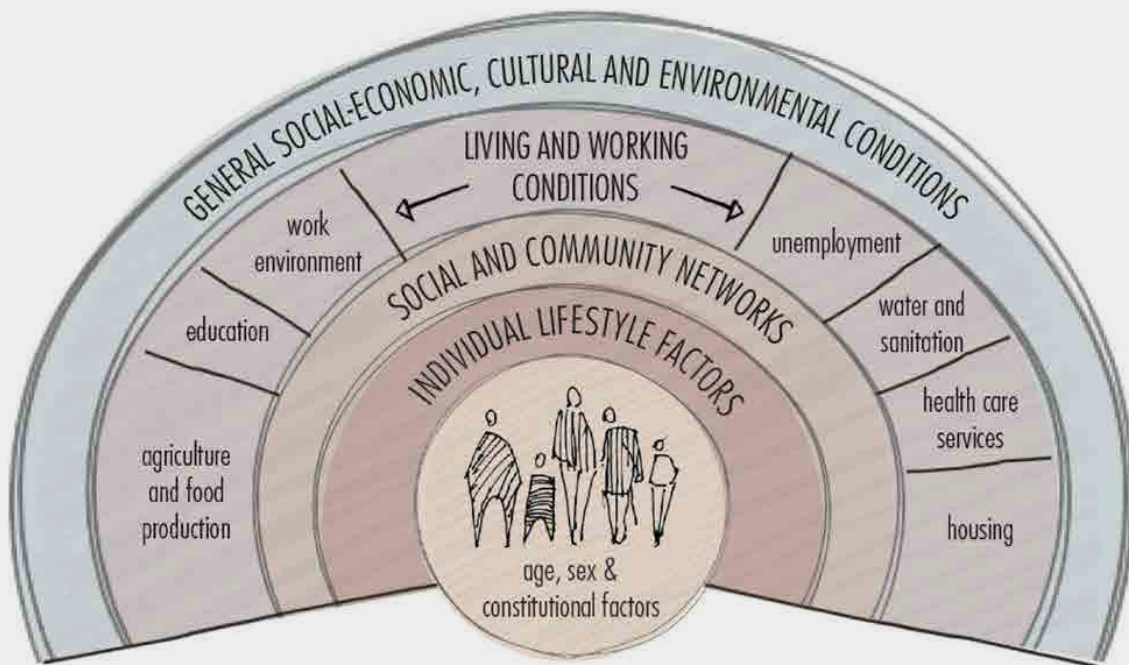 GENERAL SOCIAL-ECONOMIC, CULTURAL AND ENVIRONMENTAL CONDITIONS
LIVING AND WORKING
CONDITIONS
work
environment
unemployment
education
water and
sanitation
agriculture
and food
production
health care
services
housing
SOCIAL AND COMMUNITY NETWORKS
INDIVIDUAL LIFESTYLE FACTORS
age, sex &
constitutional factors